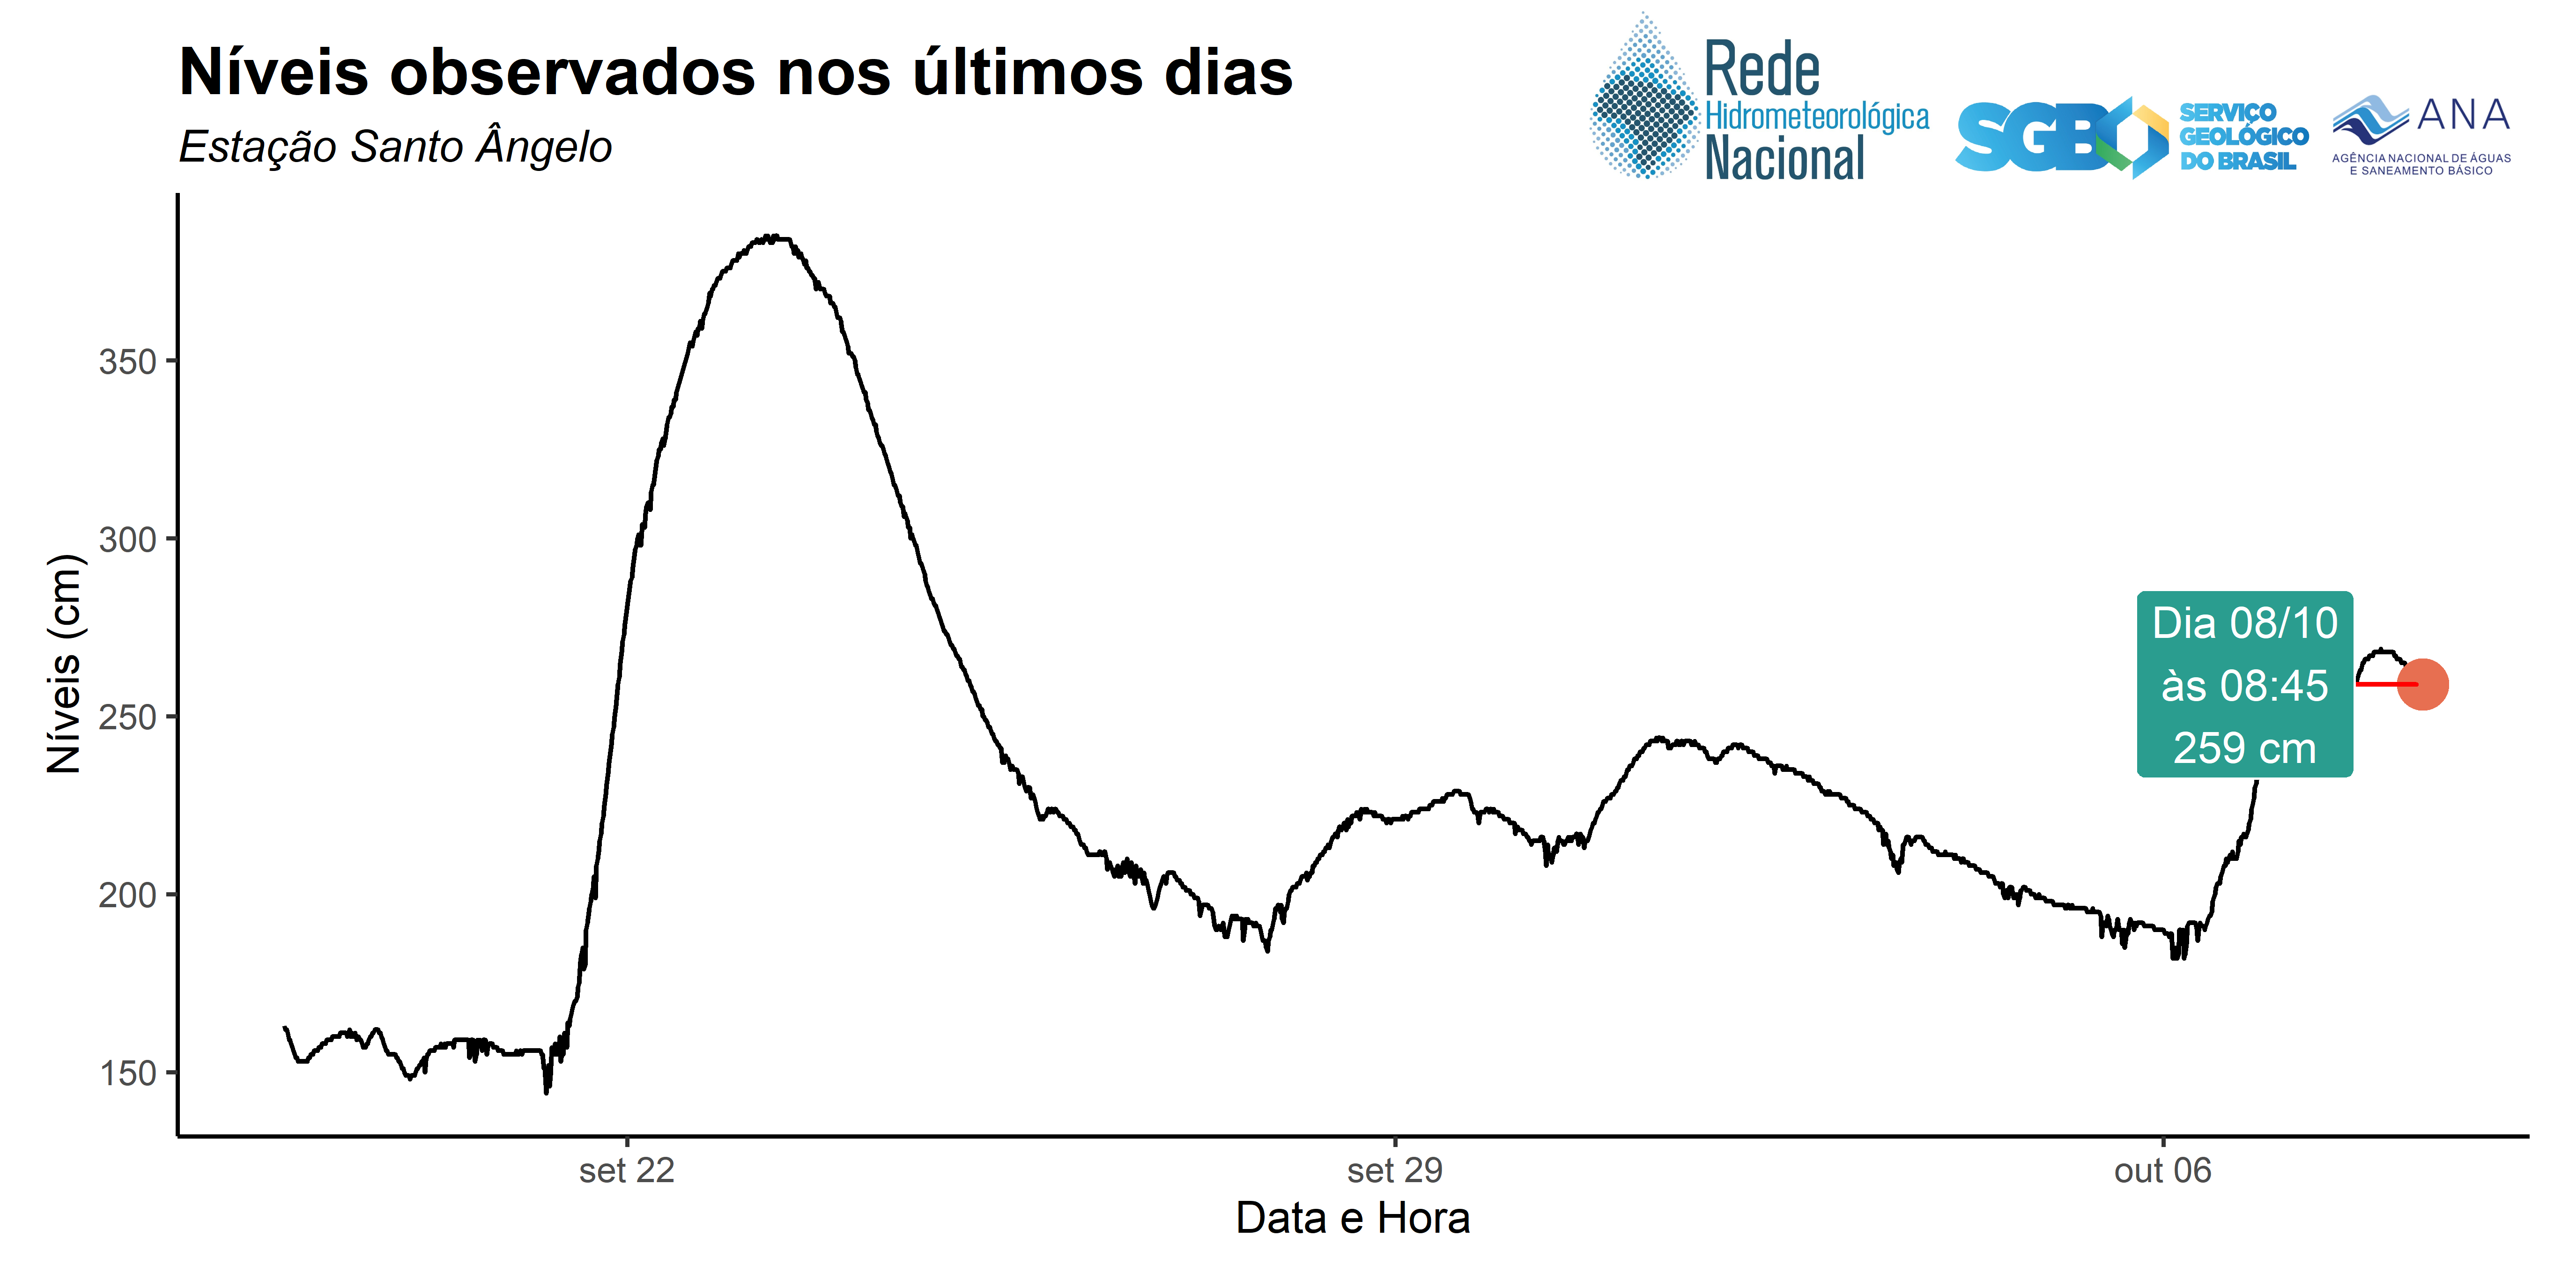 Níveis observados nos últimos dias
Estação Santo Ângelo
Rede
Hidrometeorológica
Nacional
SGB
SERVIÇO
GEOLÓGICO
DO BRASIL
ANA
AGÊNCIA NACIONAL DE ÁGUAS
E SANEAMENTO BÁSICO
Níveis (cm)
350
300
250
200
150
Dia 08/10
às 08:45
259 cm
set 22
set 29
out 06
Data e Hora